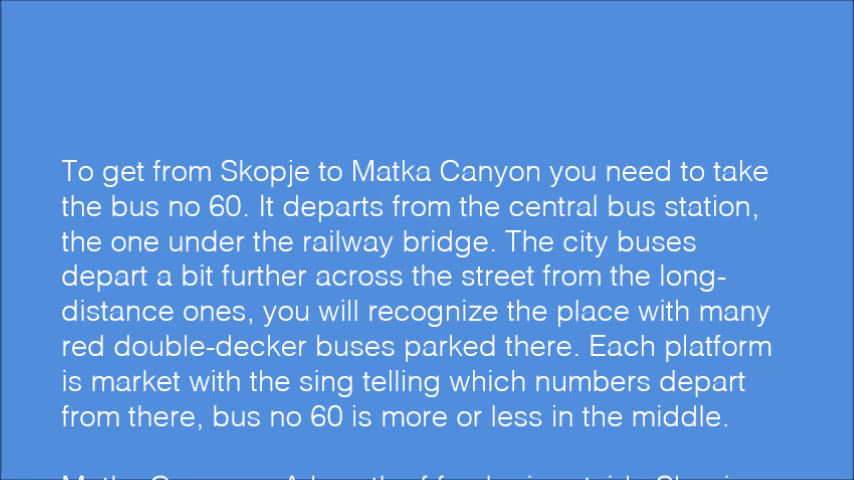 To get from Skopje to Matka Canyon you need to take
the bus no 60. It departs from the central bus station,
the one under the railway bridge. The city buses
depart a bit further across the street from the long-
distance ones, you will recognize the place with many
red double-decker buses parked there. Each platform
is market with the sing telling which numbers depart
from there, bus no 60 is more or less in the middle.